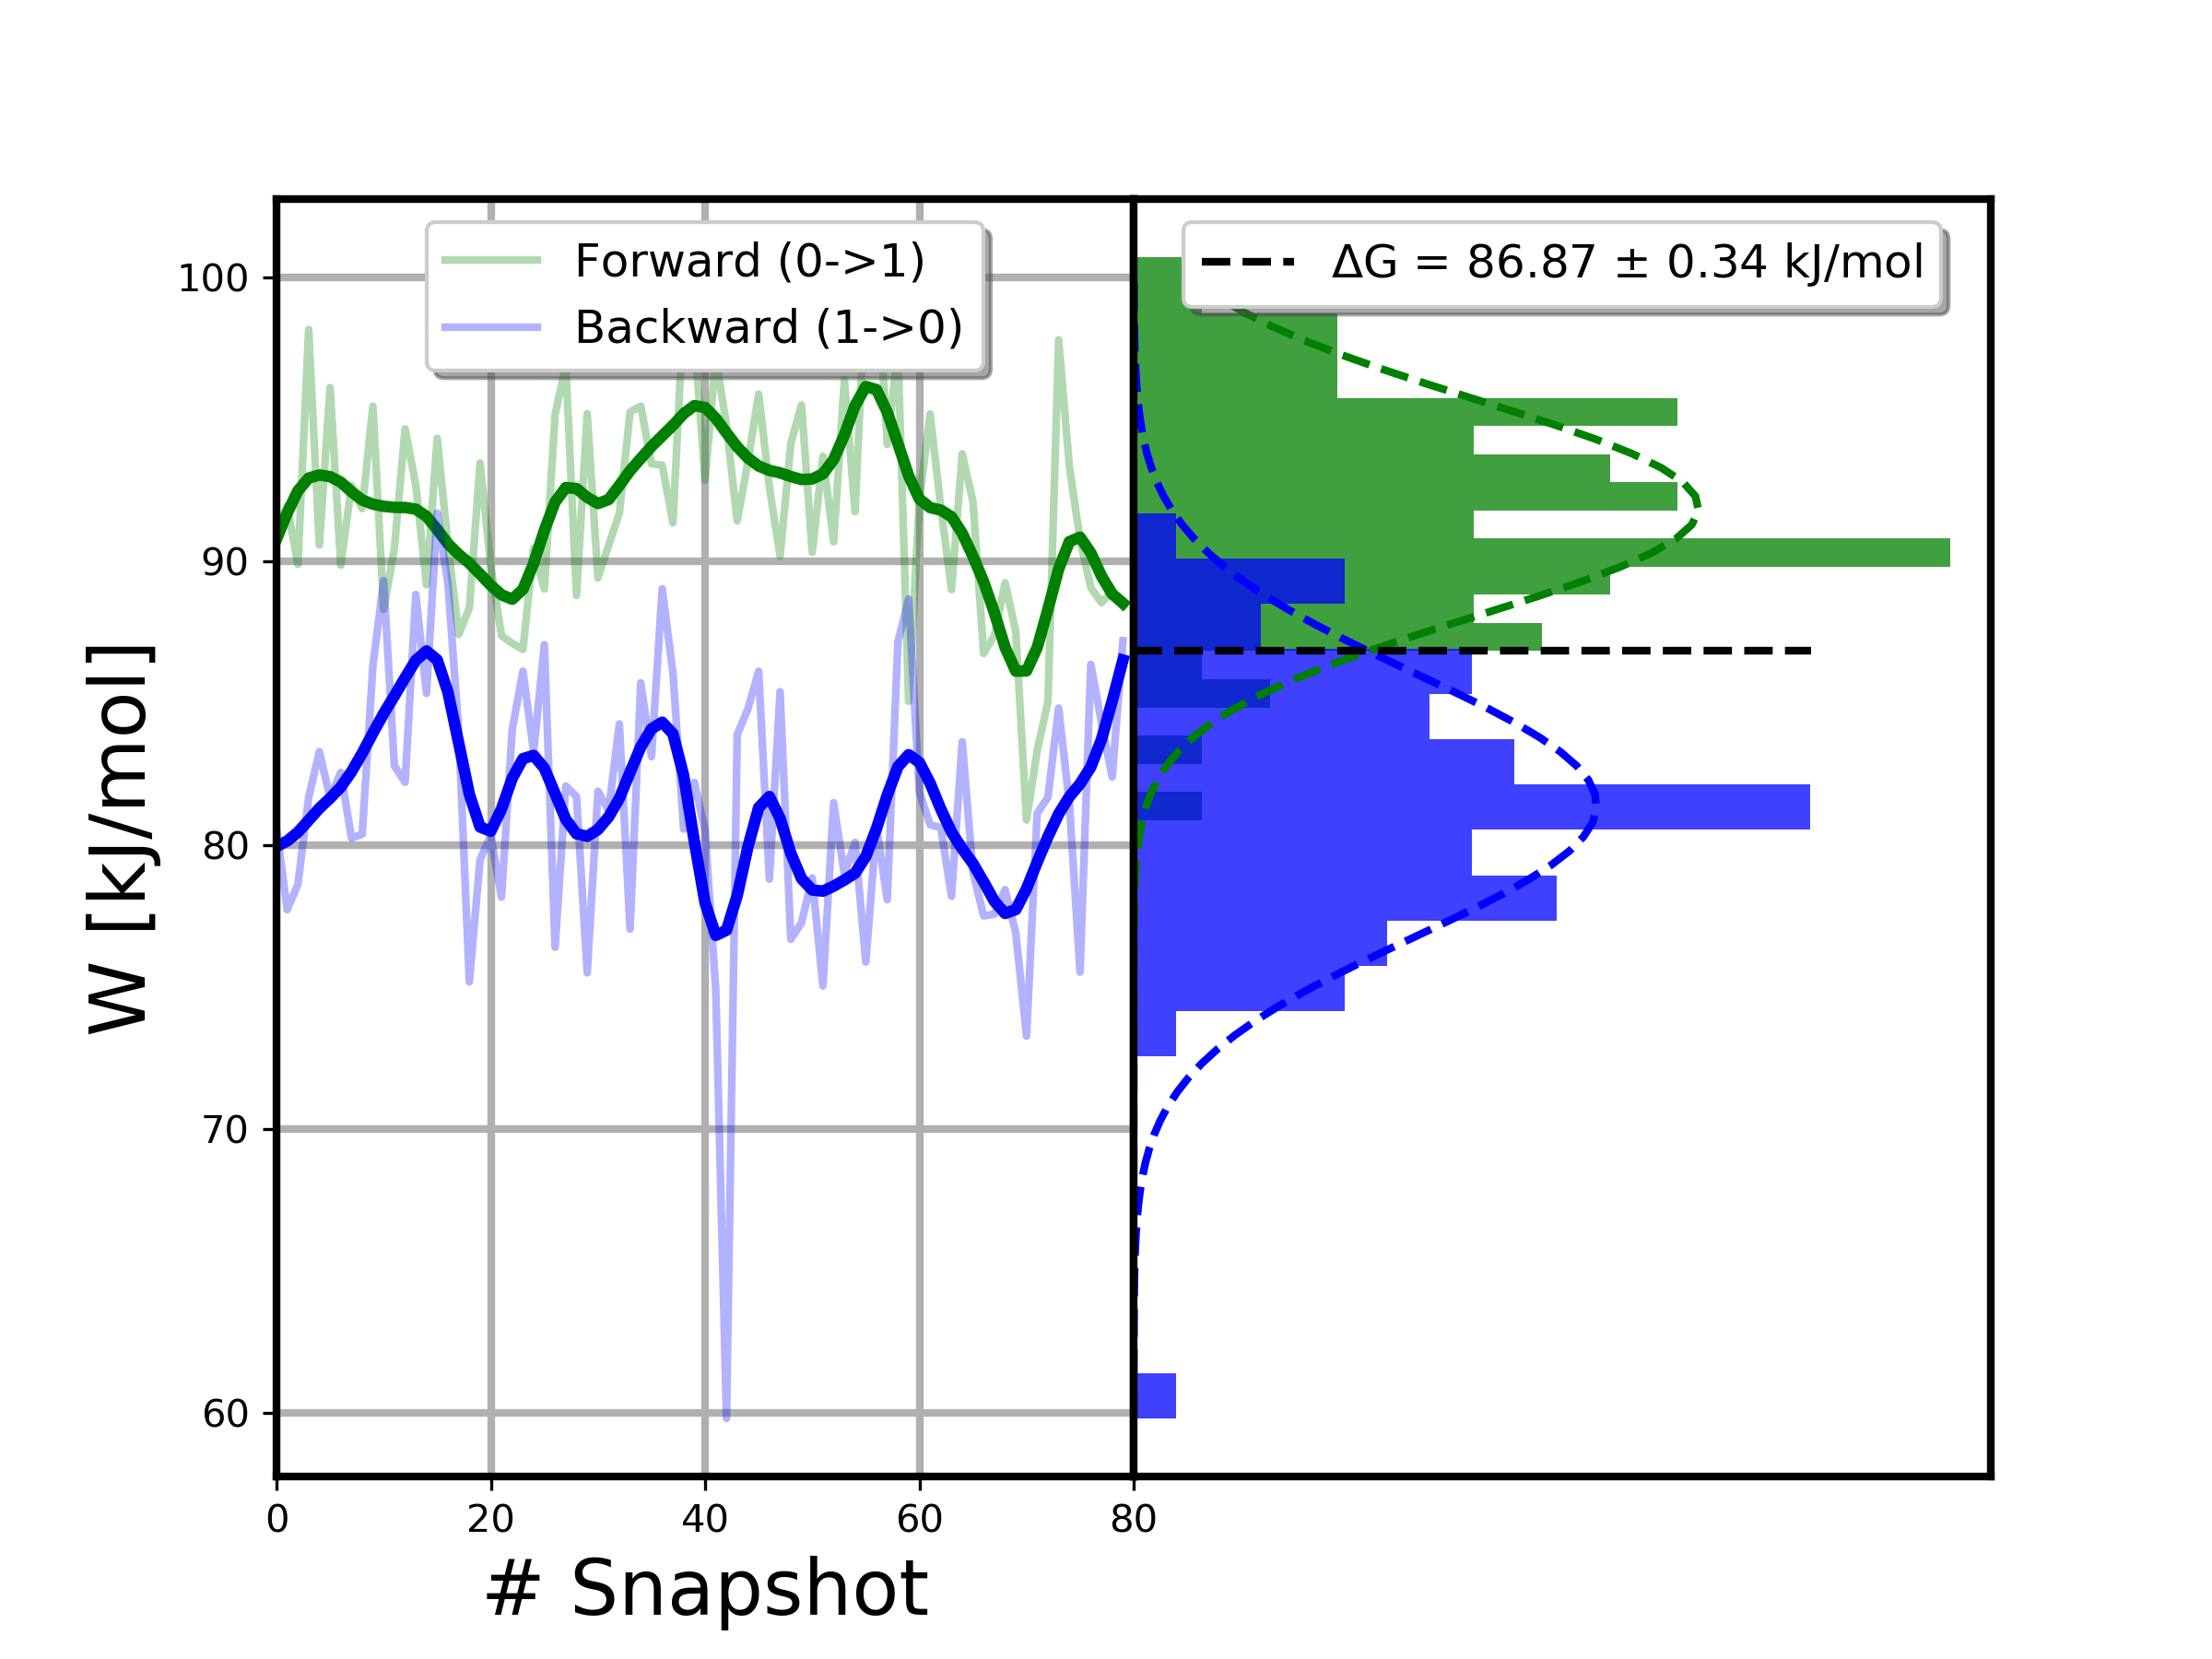 Forward (0->1)
Backward (1->0)
ΔG = 86.87 ± 0.34 kJ/mol
100
90
80
70
60
W [kJ/mol]
0
20
40
60
80
# Snapshot